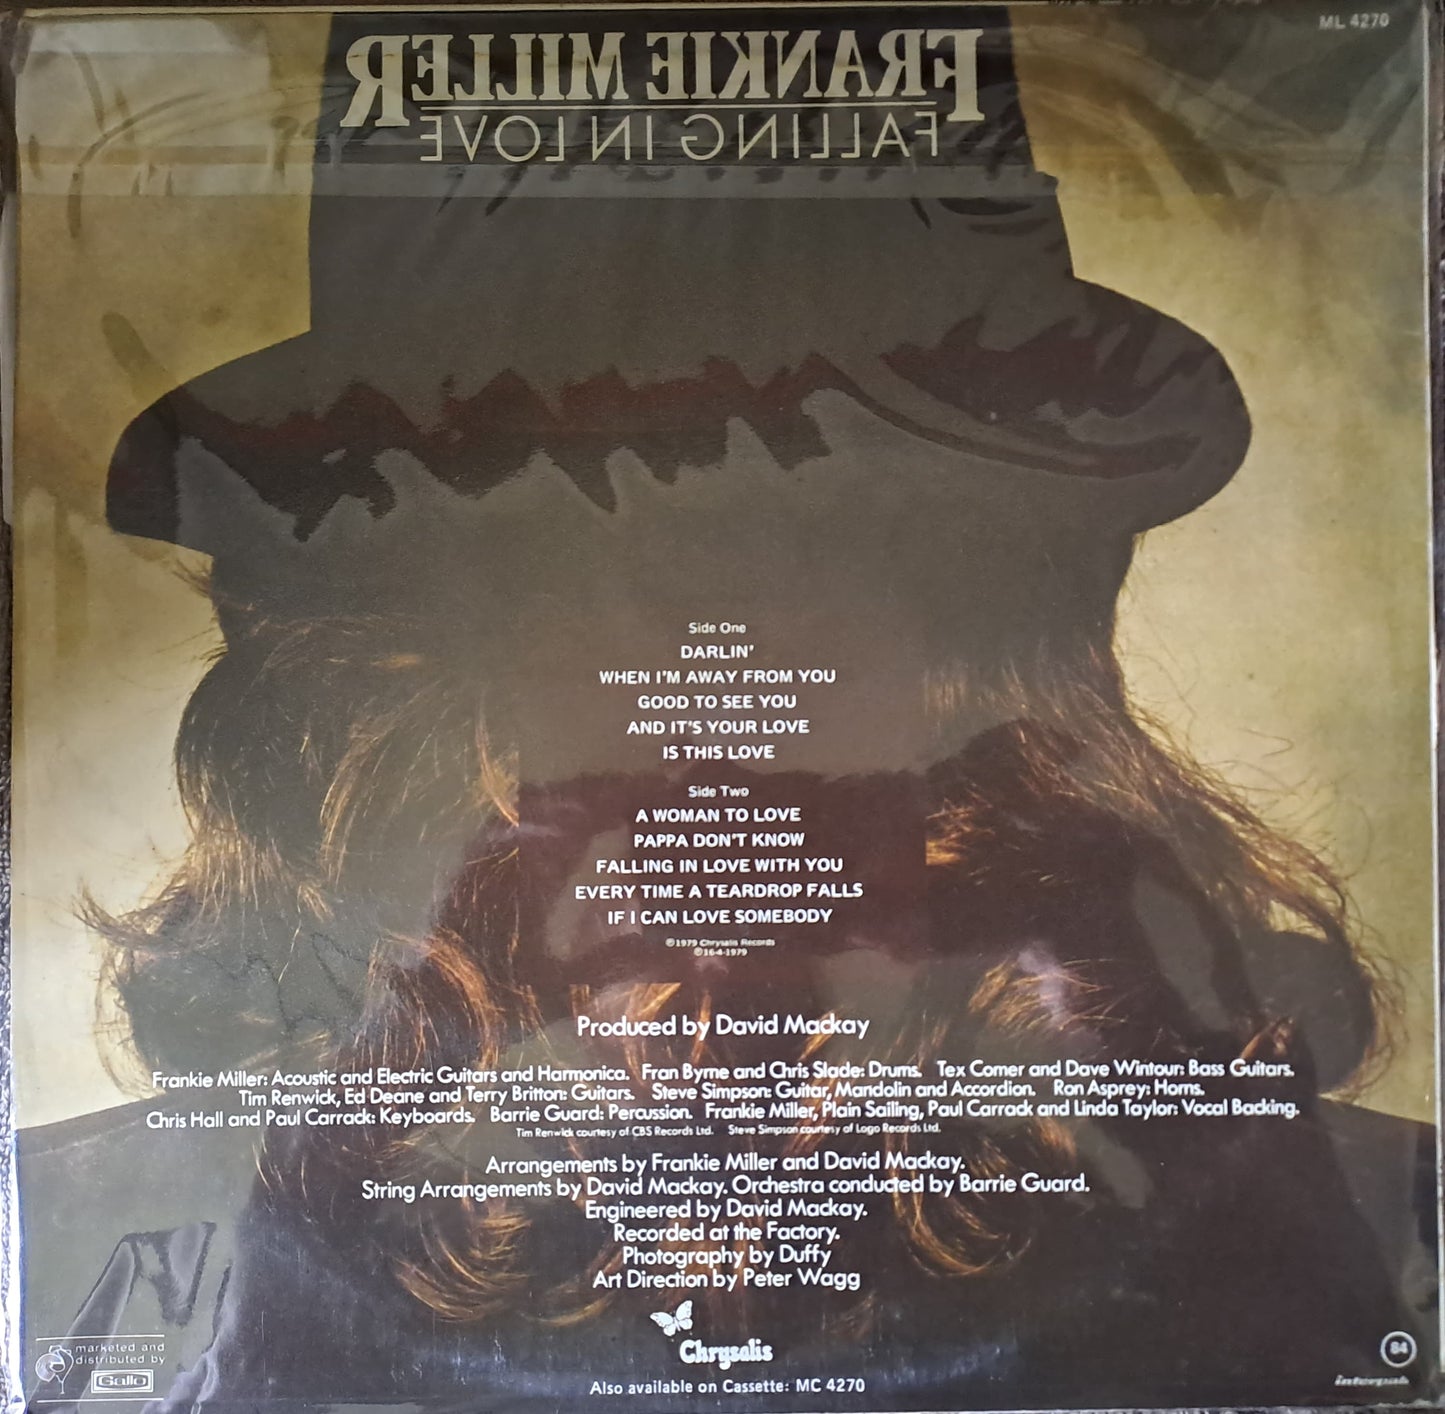 ML 4270
FRANKIE MILLER
FALLING IN LOVE
Side One
DARLIN'
WHEN I'M AWAY FROM YOU
GOOD TO SEE YOU
AND IT'S YOUR LOVE
IS THIS LOVE
Side Two
A WOMAN TO LOVE
PAPPA DON'T KNOW
FALLING IN LOVE WITH YOU
EVERY TIME A TEARDROP FALLS
IF I CAN LOVE SOMEBODY
©1979 Chrysalis Records
℗16-4-1979
Produced by David Mackay
Frankie Miller: Acoustic and Electric Guitars and Harmonica. Fran Byrne and Chris Slade: Drums. Tex Comer and Dave Wintour: Bass Guitars.
Tim Renwick, Ed Deane and Terry Britton: Guitars. Steve Simpson: Guitar, Mandolin and Accordion. Ron Asprey: Horns.
Chris Hall and Paul Carrack: Keyboards. Barrie Guard: Percussion. Frankie Miller, Plain Sailing, Paul Carrack and Linda Taylor: Vocal Backing.
Tim Renwick courtesy of CBS Records Ltd. Steve Simpson courtesy of Logo Records Ltd.
Arrangements by Frankie Miller and David Mackay.
String Arrangements by David Mackay. Orchestra conducted by Barrie Guard.
Engineered by David Mackay.
Recorded at the Factory.
Photography by Duffy
Art Direction by Peter Wagg
Chrysalis
Also available on Cassette: MC 4270
marketed and
distributed by
Gallo
84
interpak